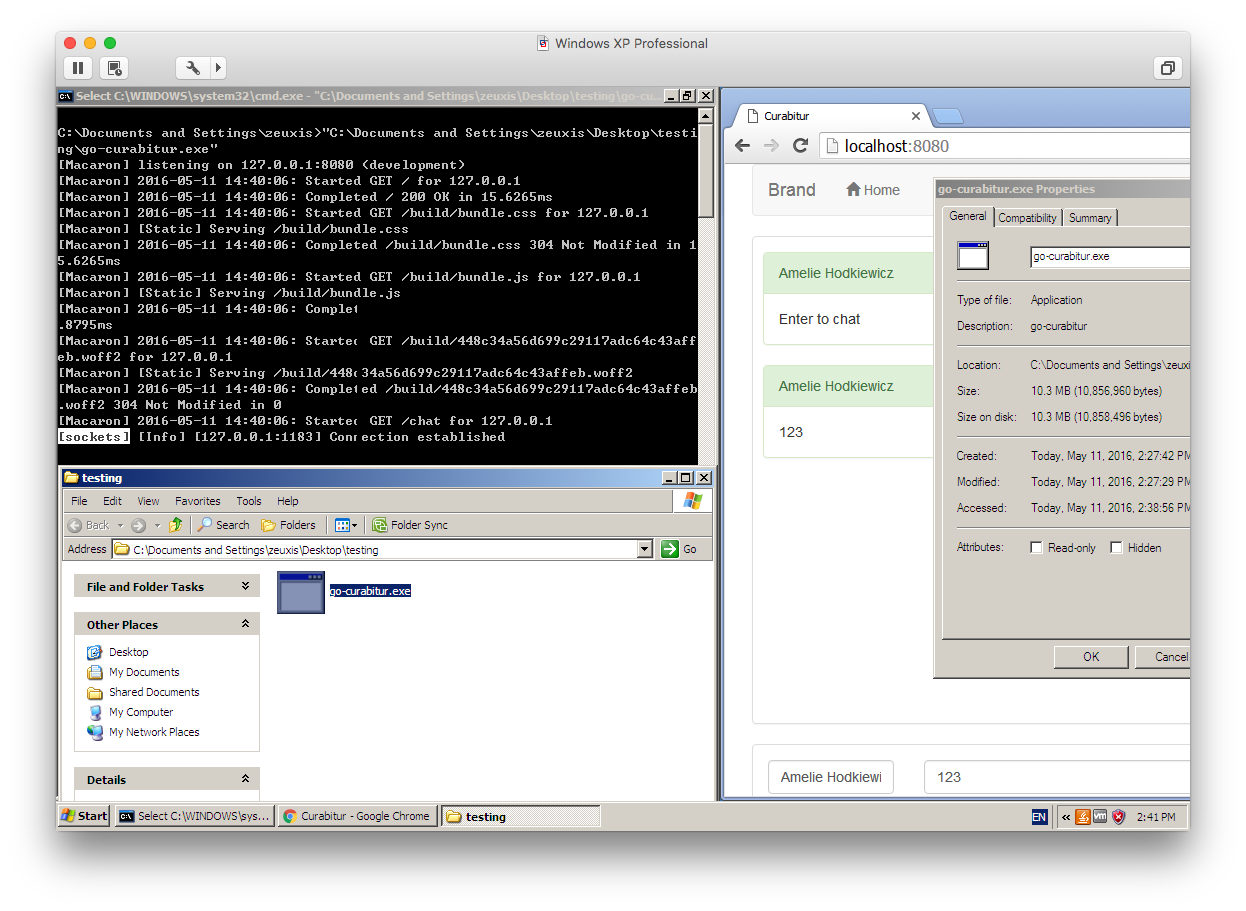 Windows XP Professional
Select C:\WINDOWS\system32\cmd.exe - "C:\Documents and Settings\zeuxis\Desktop\testing\go-cu...
C:\Documents and Settings\zeuxis>"C:\Documents and Settings\zeuxis\Desktop\testi
ng\go-curabitur.exe"
[Macaron] listening on 127.0.0.1:8080 (development)
[Macaron] 2016-05-11 14:40:06: Started GET / for 127.0.0.1
[Macaron] 2016-05-11 14:40:06: Completed / 200 OK in 15.6265ms
[Macaron] 2016-05-11 14:40:06: Started GET /build/bundle.css for 127.0.0.1
[Macaron] [Static] Serving /build/bundle.css
[Macaron] 2016-05-11 14:40:06: Completed /build/bundle.css 304 Not Modified in 1
5.6265ms
[Macaron] 2016-05-11 14:40:06: Started GET /build/bundle.js for 127.0.0.1
[Macaron] [Static] Serving /build/bundle.js
[Macaron] 2016-05-11 14:40:06: Complet
.8795ms
[Macaron] 2016-05-11 14:40:06: Started GET /build/448c34a56d699c29117adc64c43aff
eb.woff2 for 127.0.0.1
[Macaron] [Static] Serving /build/448c34a56d699c29117adc64c43affeb.woff2
[Macaron] 2016-05-11 14:40:06: Completed /build/448c34a56d699c29117adc64c43affeb
.woff2 304 Not Modified in 0
[Macaron] 2016-05-11 14:40:06: Started GET /chat for 127.0.0.1
[sockets] [Info] [127.0.0.1:1183] Connection established
testing
File Edit View Favorites Tools Help
Back Search Folders Folder Sync
Address C:\Documents and Settings\zeuxis\Desktop\testing Go
File and Folder Tasks
go-curabitur.exe
Other Places
Desktop
My Documents
Shared Documents
My Computer
My Network Places
Details
Curabitur
localhost:8080
Brand Home
Amelie Hodkiewicz
Enter to chat
Amelie Hodkiewicz
123
Amelie Hodkiewi 123
go-curabitur.exe Properties
General Compatibility Summary
go-curabitur.exe
Type of file: Application
Description: go-curabitur
Location: C:\Documents and Settings\zeuxi
Size: 10.3 MB (10,856,960 bytes)
Size on disk: 10.3 MB (10,858,496 bytes)
Created: Today, May 11, 2016, 2:27:42 PM
Modified: Today, May 11, 2016, 2:27:29 PM
Accessed: Today, May 11, 2016, 2:38:56 PM
Attributes: Read-only Hidden
OK Cancel
Start Select C:\WINDOWS\sys... Curabitur - Google Chrome testing EN « vm 2:41 PM